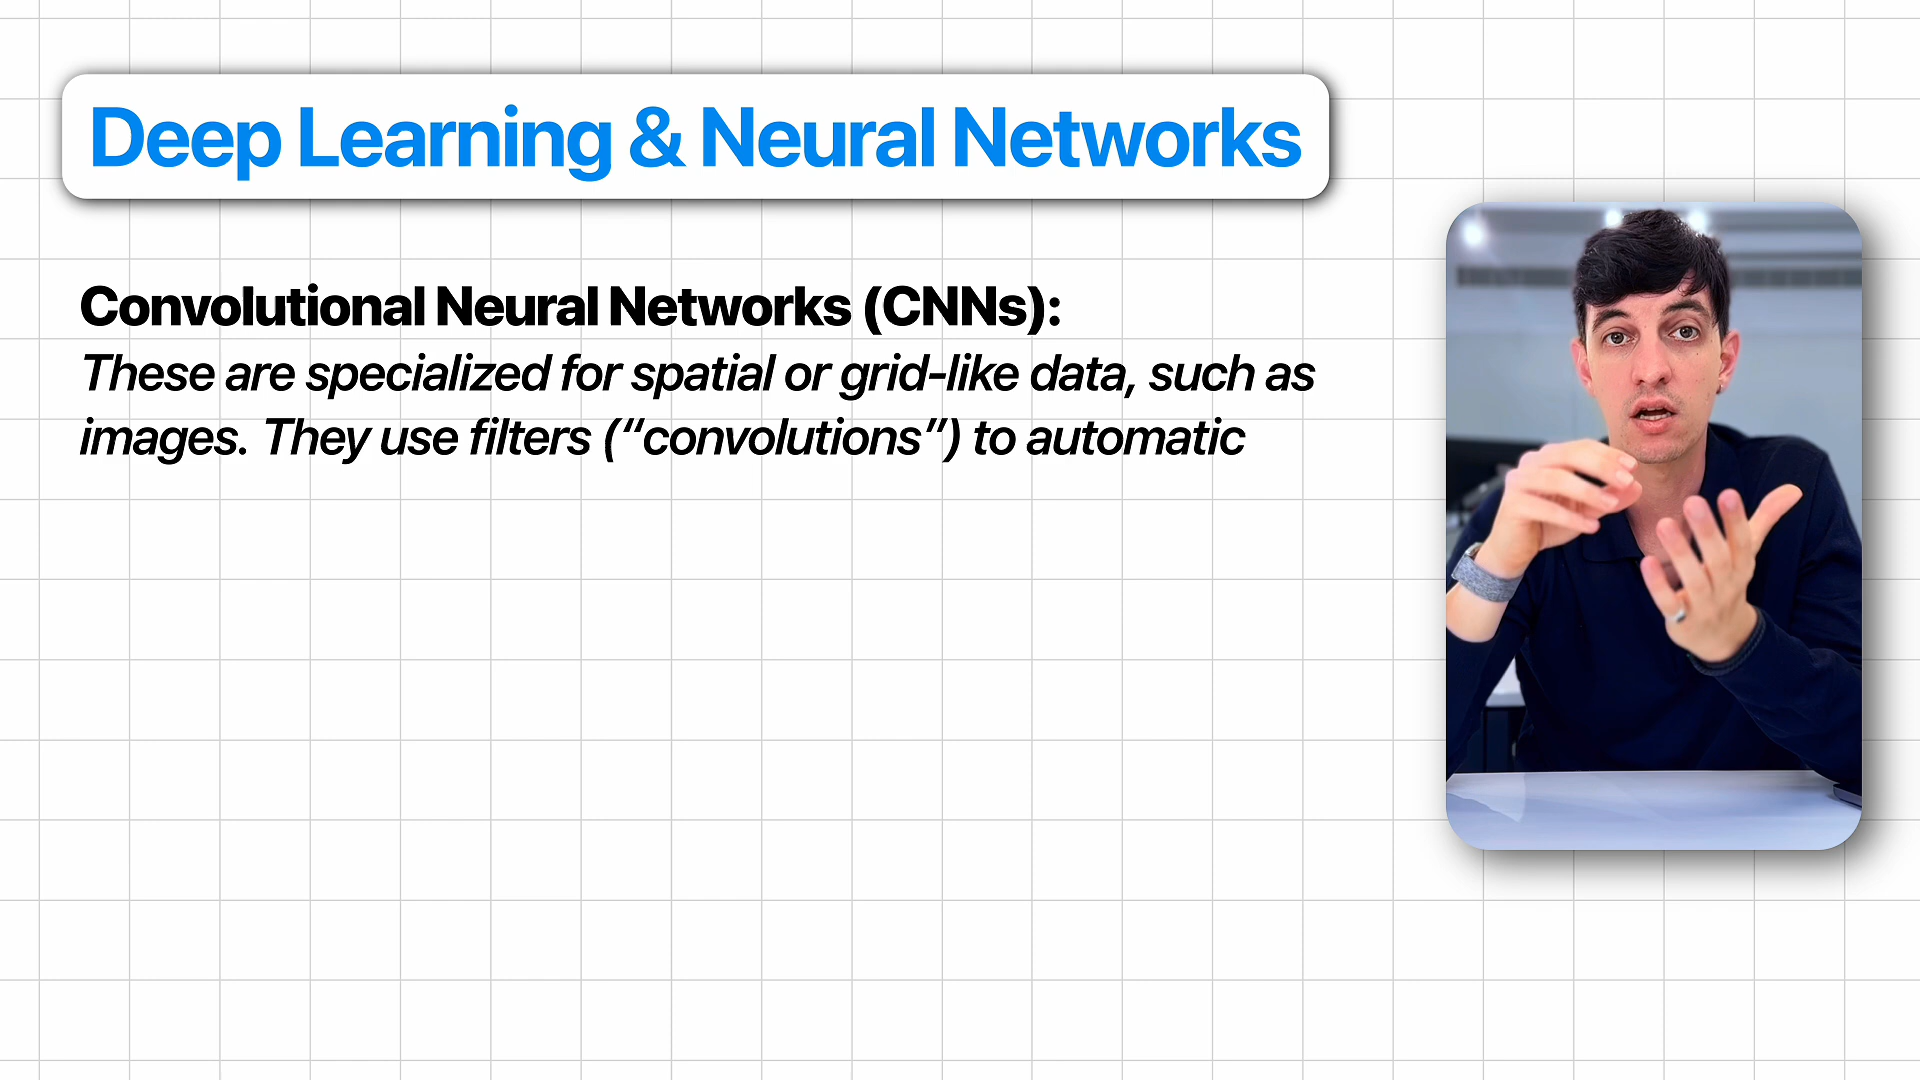 Deep Learning & Neural Networks
Convolutional Neural Networks (CNNs):
These are specialized for spatial or grid-like data, such as
images. They use filters (“convolutions”) to automatic